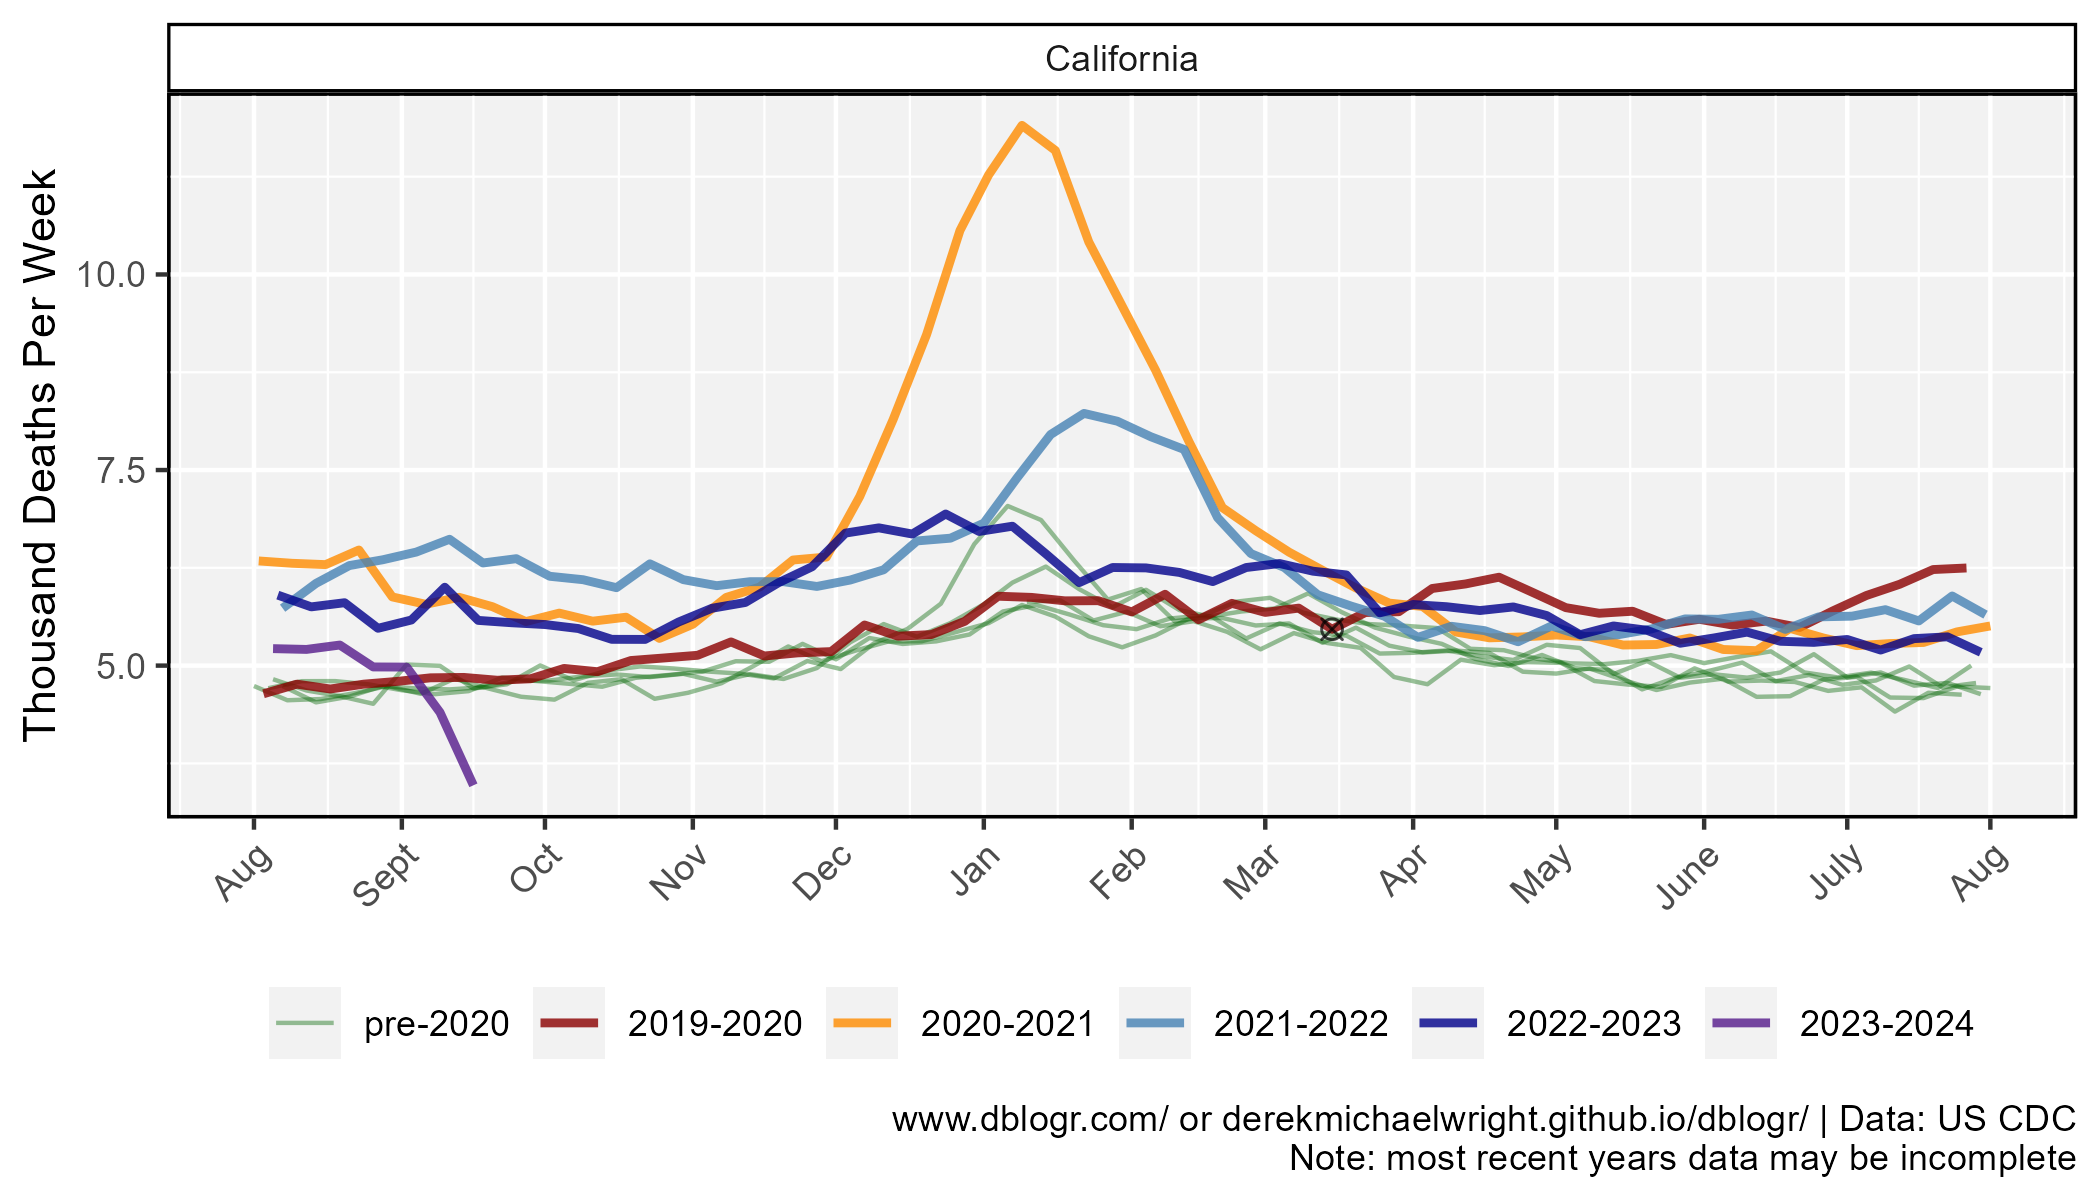 California
Thousand Deaths Per Week
10.0
7.5
5.0
Aug
Sept
Oct
Nov
Dec
Jan
Feb
Mar
Apr
May
June
July
Aug
pre-2020
2019-2020
2020-2021
2021-2022
2022-2023
2023-2024
www.dblogr.com/ or derekmichaelwright.github.io/dblogr/ | Data: US CDC
Note: most recent years data may be incomplete